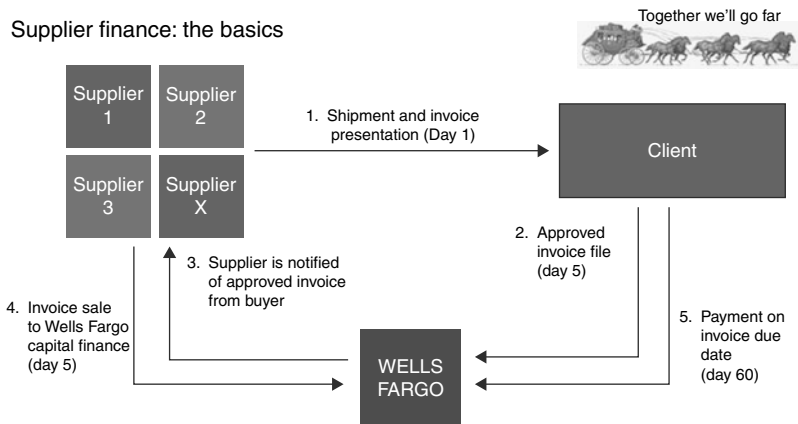 Supplier finance: the basics
Together we’ll go far
Supplier
1
Supplier
2
Supplier
3
Supplier
X
1. Shipment and invoice
presentation (Day 1)
Client
2. Approved
invoice file
(day 5)
3. Supplier is notified
of approved invoice
from buyer
4. Invoice sale
to Wells Fargo
capital finance
(day 5)
5. Payment on
invoice due
date
(day 60)
WELLS
FARGO